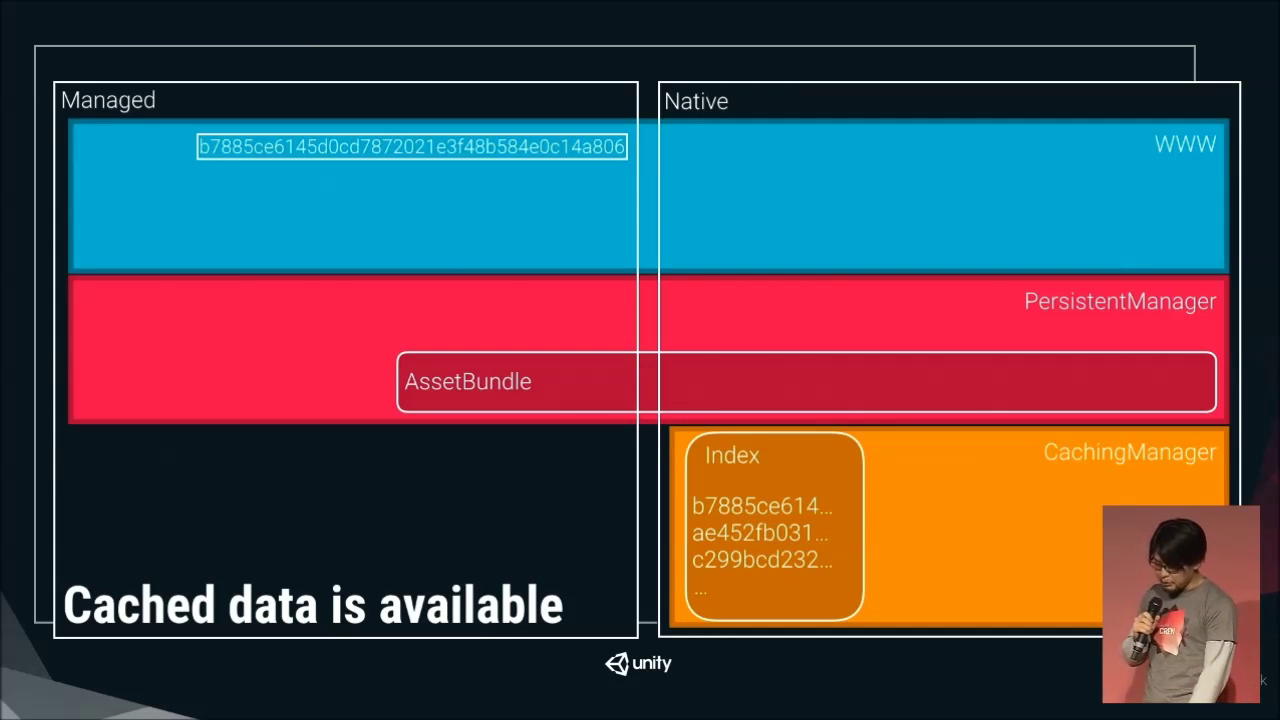 Managed
Native
b7885ce6145d0cd7872021e3f48b584e0c14a806
WWW
PersistentManager
AssetBundle
Index
CachingManager
b7885ce614...
ae452fb031...
c299bcd232...
...
Cached data is available
unity